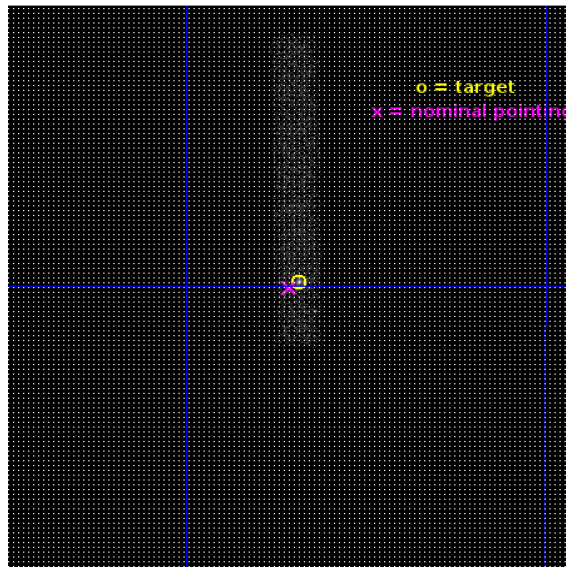 o = target
x = nominal pointing